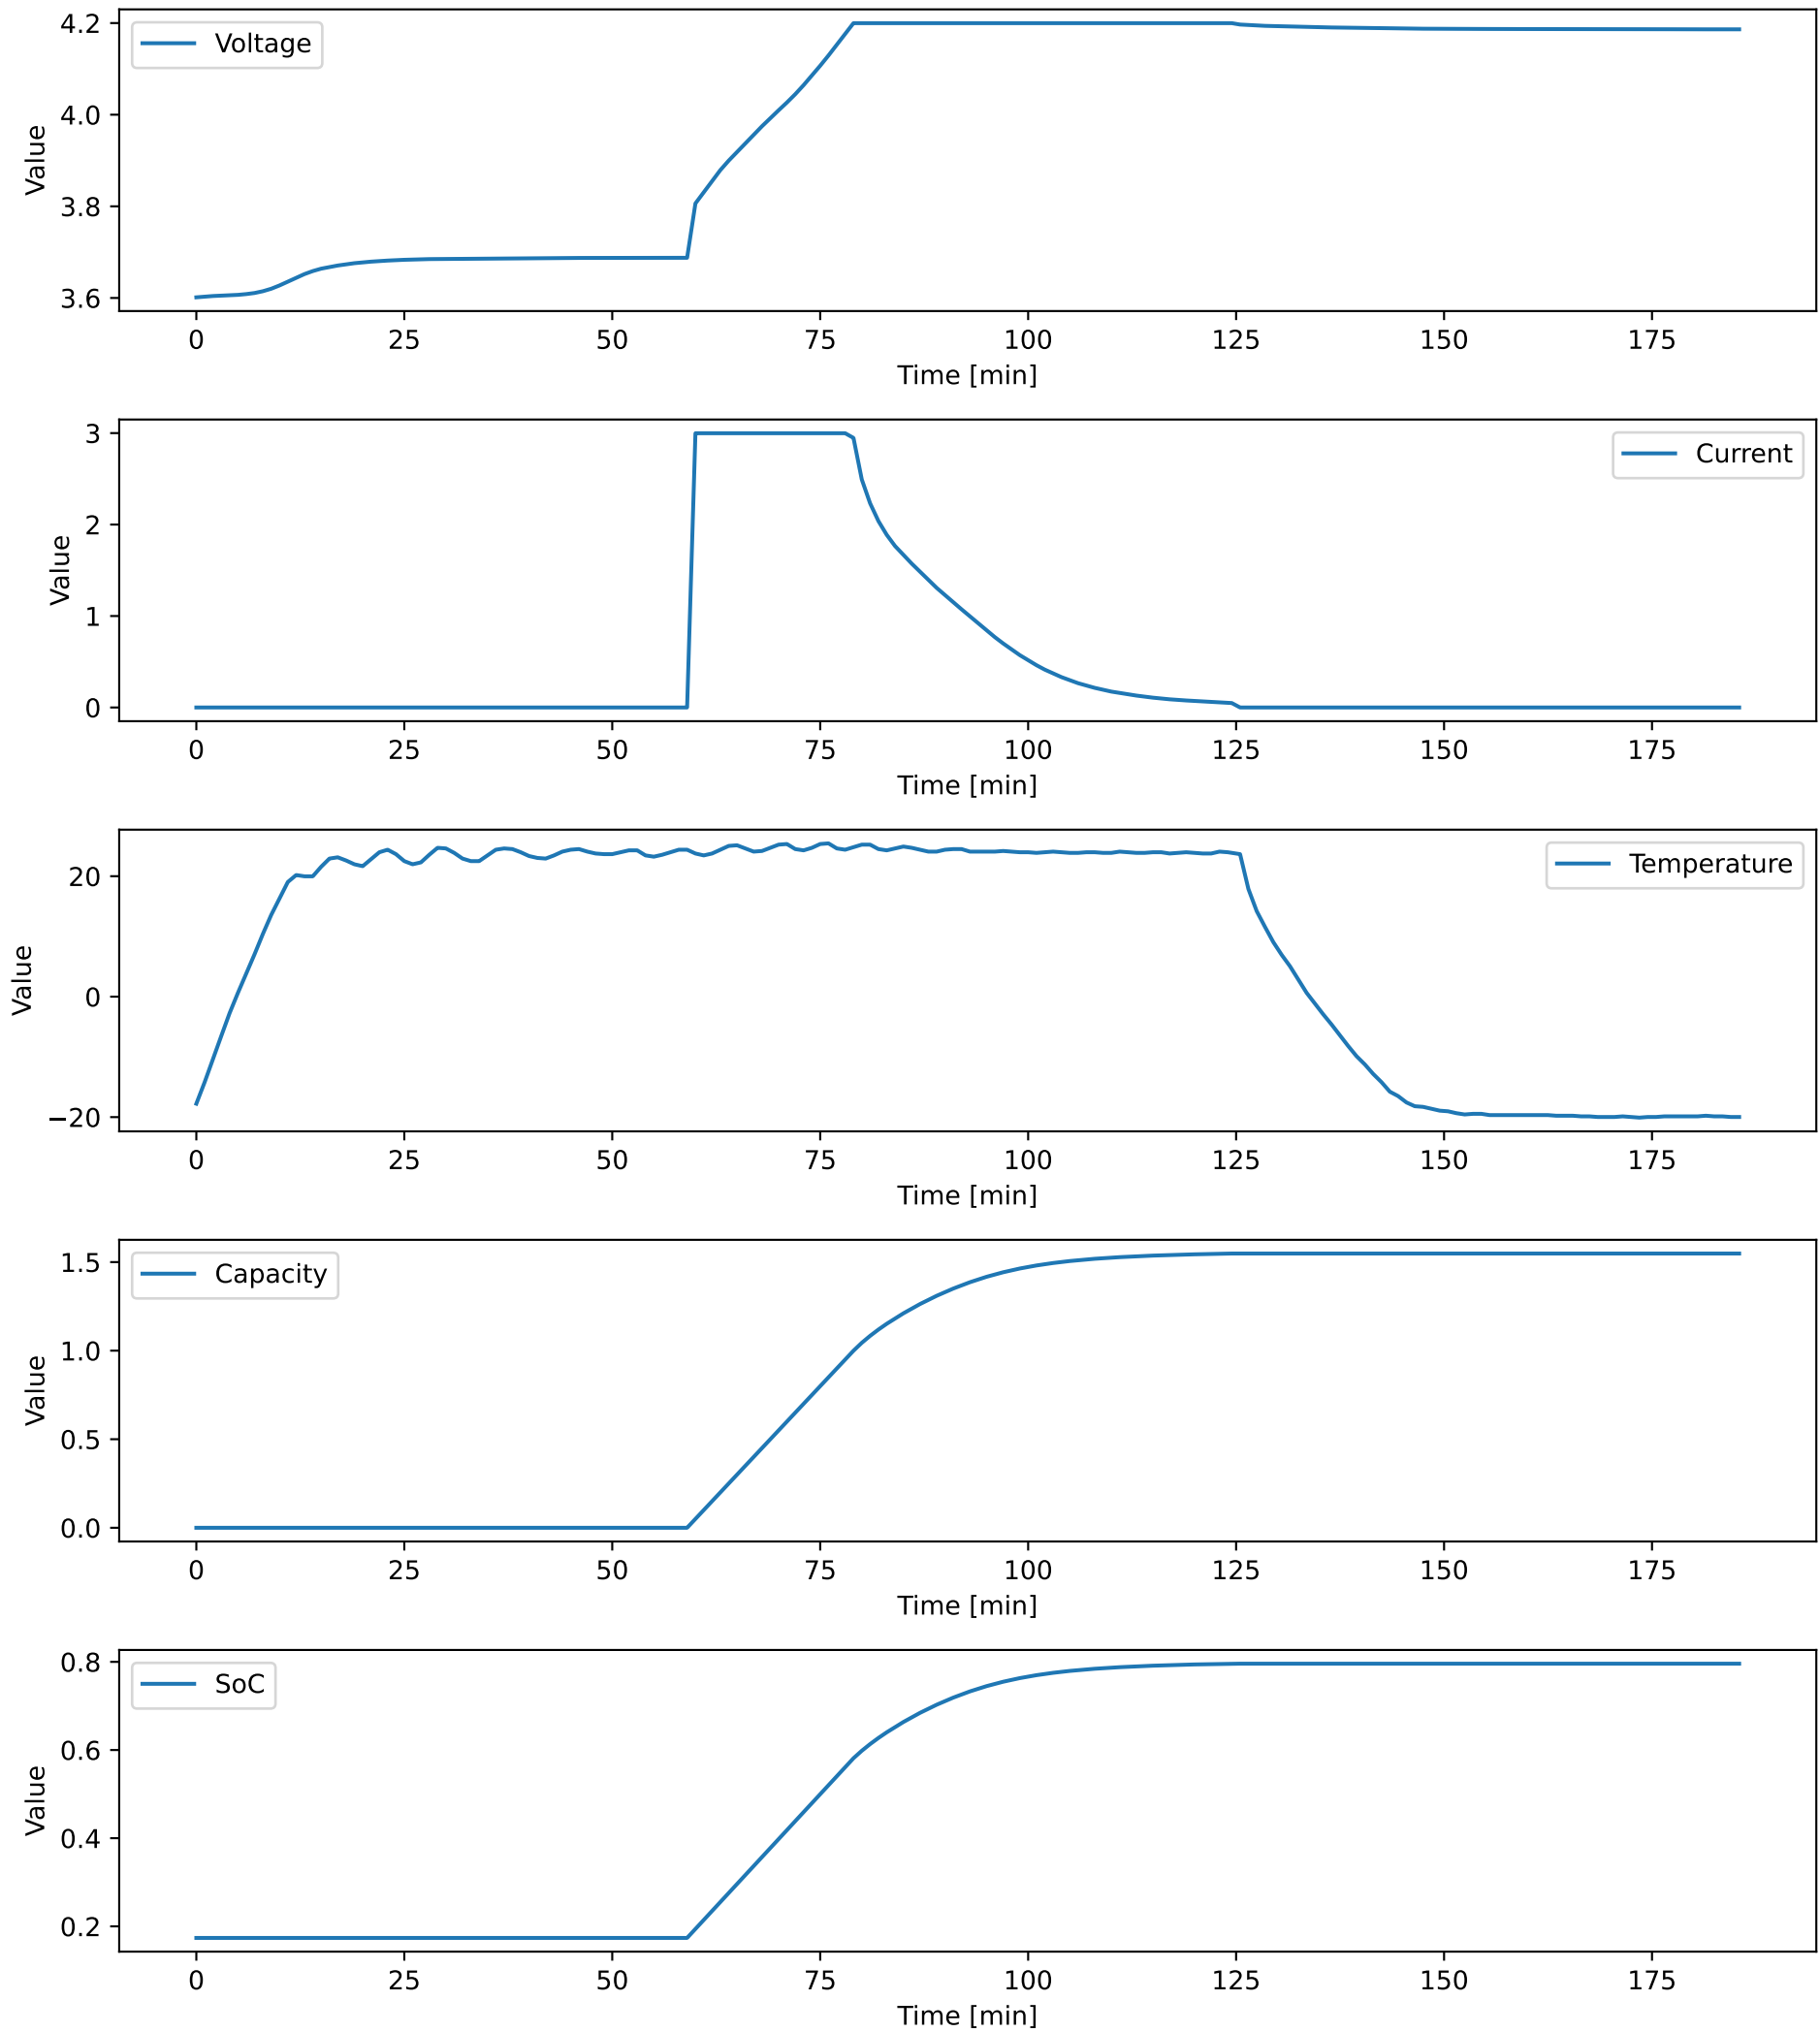 4.2
4.0
3.8
3.6
Value
Voltage
0 25 50 75 100 125 150 175
Time [min]
3
2
1
0
Value
Current
0 25 50 75 100 125 150 175
Time [min]
20
0
−20
Value
Temperature
0 25 50 75 100 125 150 175
Time [min]
1.5
1.0
0.5
0.0
Value
Capacity
0 25 50 75 100 125 150 175
Time [min]
0.8
0.6
0.4
0.2
Value
SoC
0 25 50 75 100 125 150 175
Time [min]